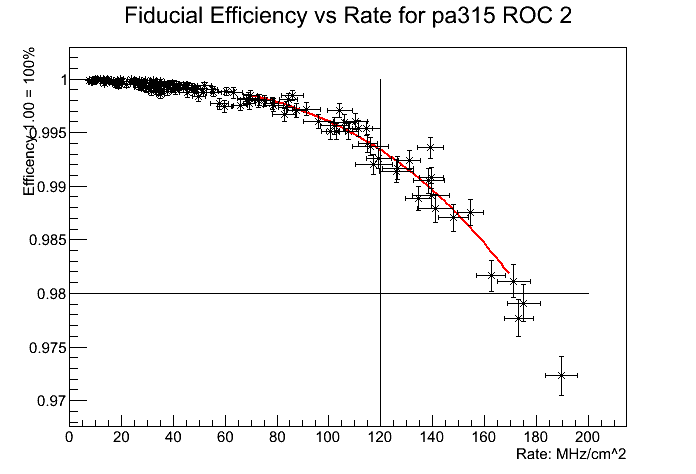 Fiducial Efficiency vs Rate for pa315 ROC 2
Efficency 1.00 = 100%
1
0.995
0.99
0.985
0.98
0.975
0.97
0 20 40 60 80 100 120 140 160 180 200
Rate: MHz/cm^2